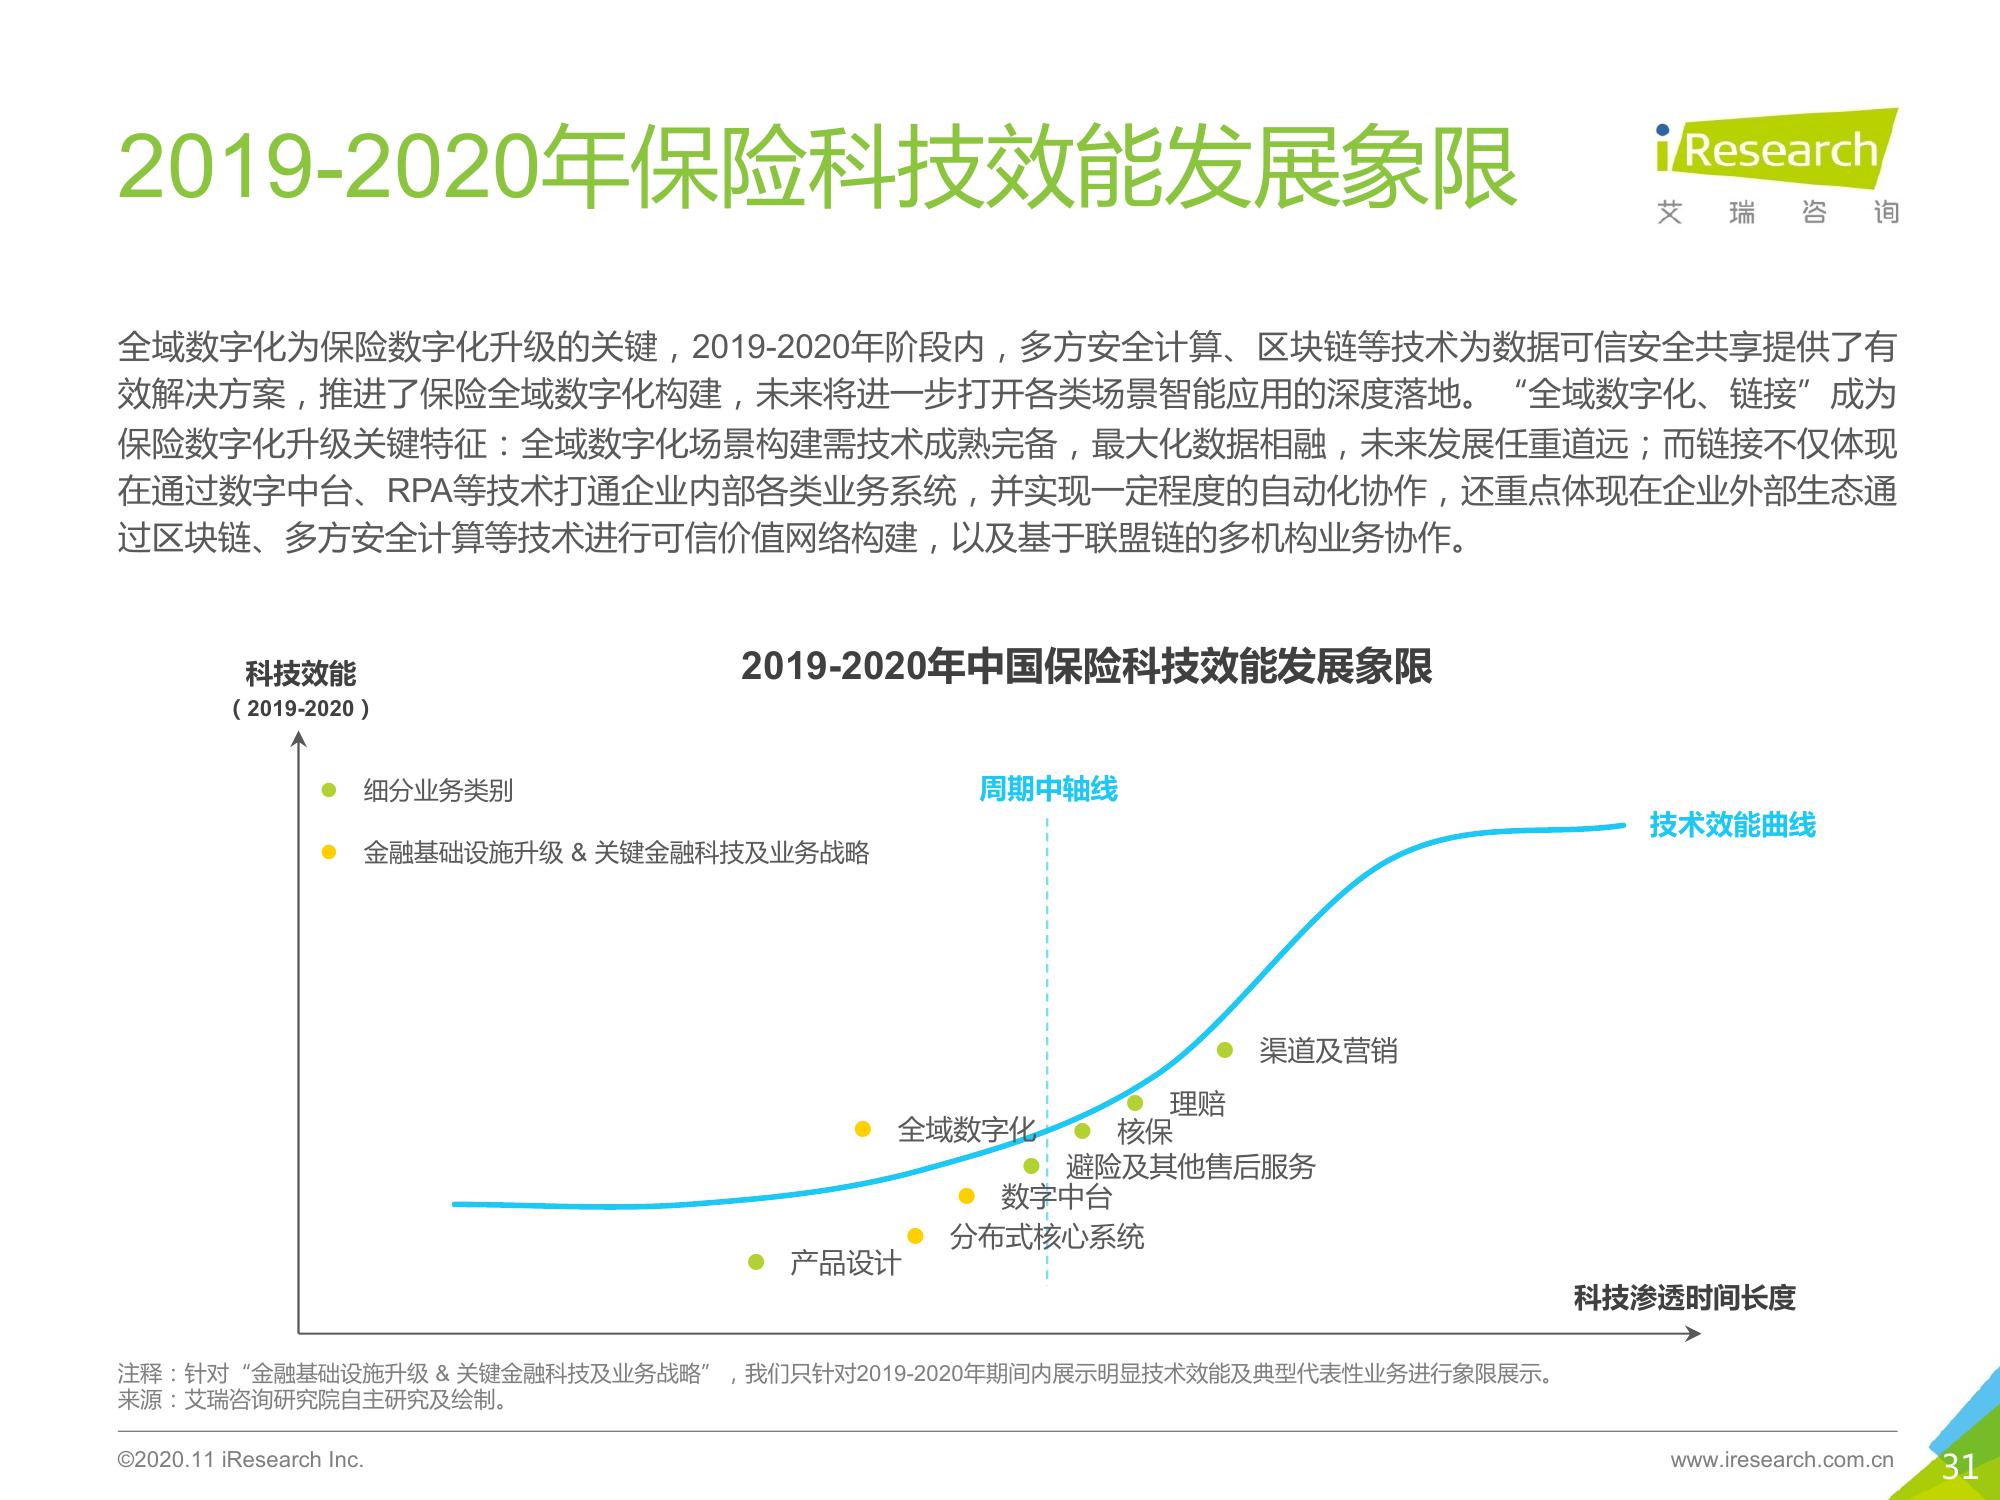 2019-2020年保险科技效能发展象限
iResearch
艾瑞咨询
全域数字化为保险数字化升级的关键，2019-2020年阶段内，多方安全计算、区块链等技术为数据可信安全共享提供了有
效解决方案，推进了保险全域数字化构建，未来将进一步打开各类场景智能应用的深度落地。“全域数字化、链接”成为
保险数字化升级关键特征：全域数字化场景构建需技术成熟完备，最大化数据相融，未来发展任重道远；而链接不仅体现
在通过数字中台、RPA等技术打通企业内部各类业务系统，并实现一定程度的自动化协作，还重点体现在企业外部生态通
过区块链、多方安全计算等技术进行可信价值网络构建，以及基于联盟链的多机构业务协作。
2019-2020年中国保险科技效能发展象限
科技效能
（2019-2020）
细分业务类别
金融基础设施升级 & 关键金融科技及业务战略
周期中轴线
技术效能曲线
渠道及营销
理赔
全域数字化
核保
避险及其他售后服务
数字中台
分布式核心系统
产品设计
科技渗透时间长度
注释：针对“金融基础设施升级 & 关键金融科技及业务战略”，我们只针对2019-2020年期间内展示明显技术效能及典型代表性业务进行象限展示。
来源：艾瑞咨询研究院自主研究及绘制。
©2020.11 iResearch Inc.
www.iresearch.com.cn
31